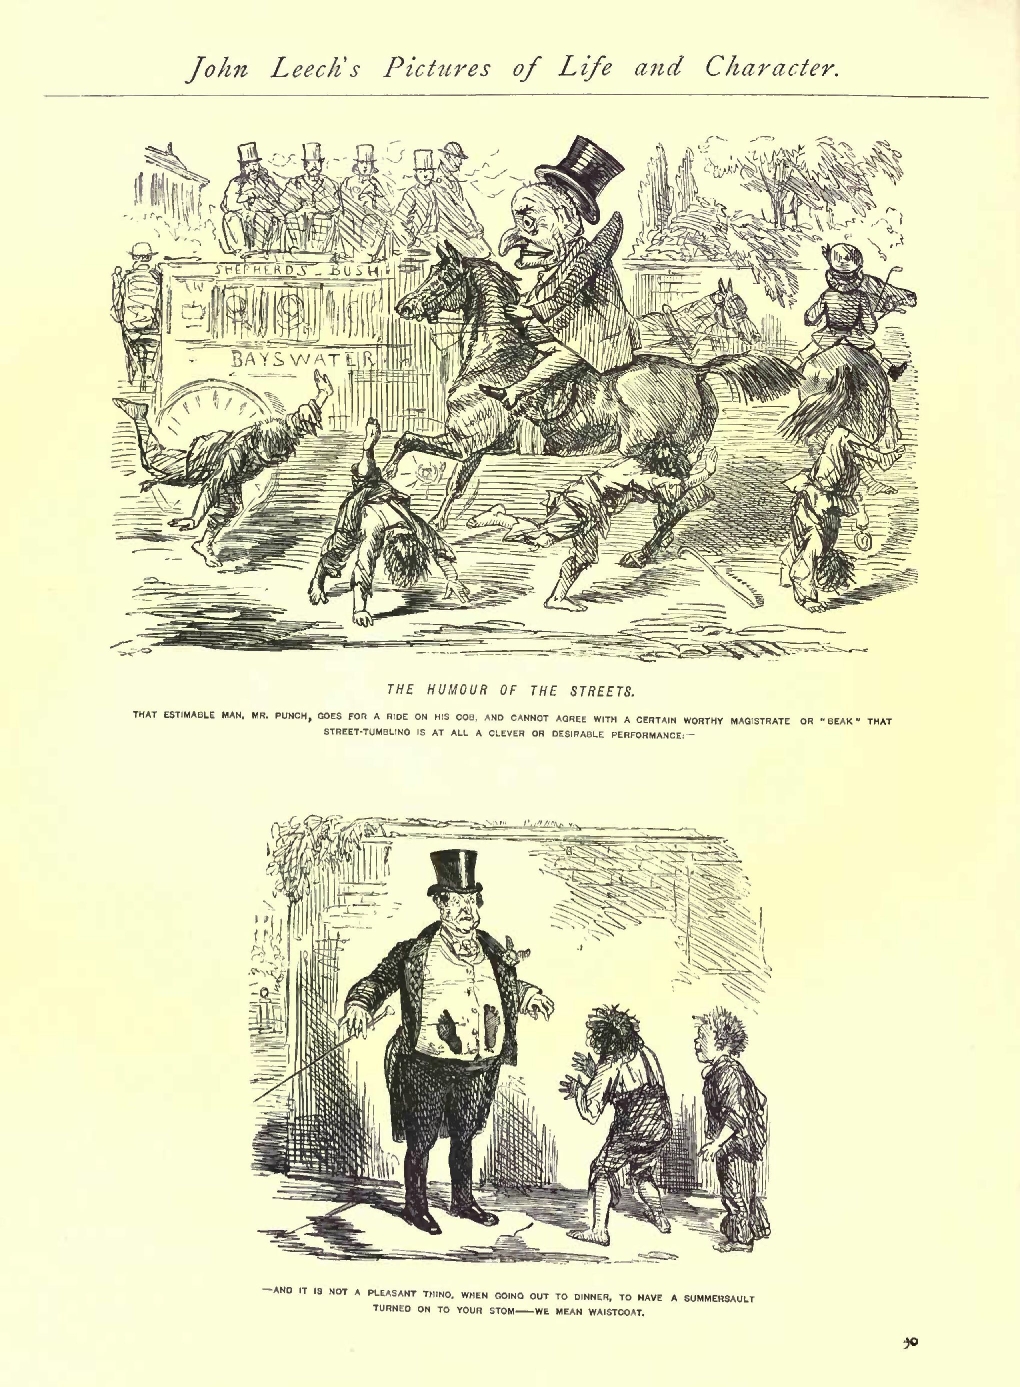 John Leech's Pictures of Life and Character.
SHEPHERDS_BUSH
BAYSWATER
THE HUMOUR OF THE STREETS.
THAT ESTIMABLE MAN, MR. PUNCH, GOES FOR A RIDE ON HIS COB, AND CANNOT AGREE WITH A CERTAIN WORTHY MAGISTRATE OR "BEAK" THAT
STREET-TUMBLING IS AT ALL A CLEVER OR DESIRABLE PERFORMANCE:—
—AND IT IS NOT A PLEASANT THING, WHEN GOING OUT TO DINNER, TO HAVE A SUMMERSAULT
TURNED ON TO YOUR STOM——WE MEAN WAISTCOAT.